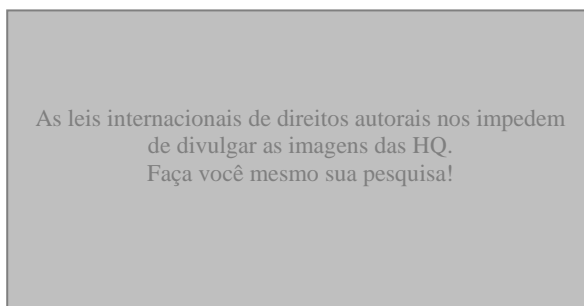 As leis internacionais de direitos autorais nos impedem
de divulgar as imagens das HQ.
Faça você mesmo sua pesquisa!